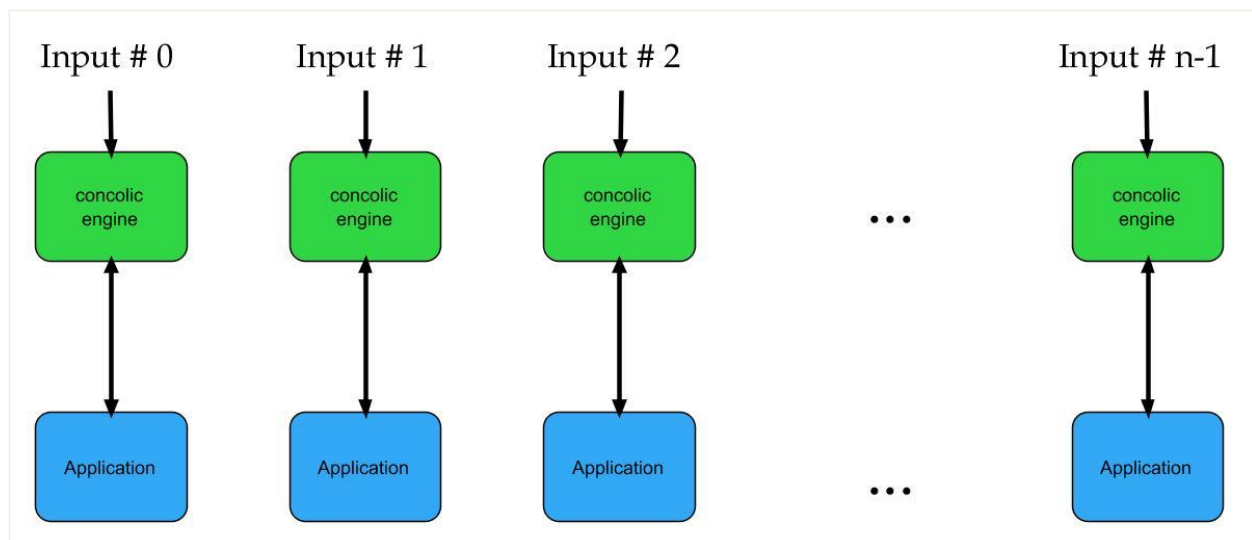 Input # 0
Input # 1
Input # 2
Input # n-1
concolic
engine
concolic
engine
concolic
engine
...
concolic
engine
Application
Application
Application
...
Application